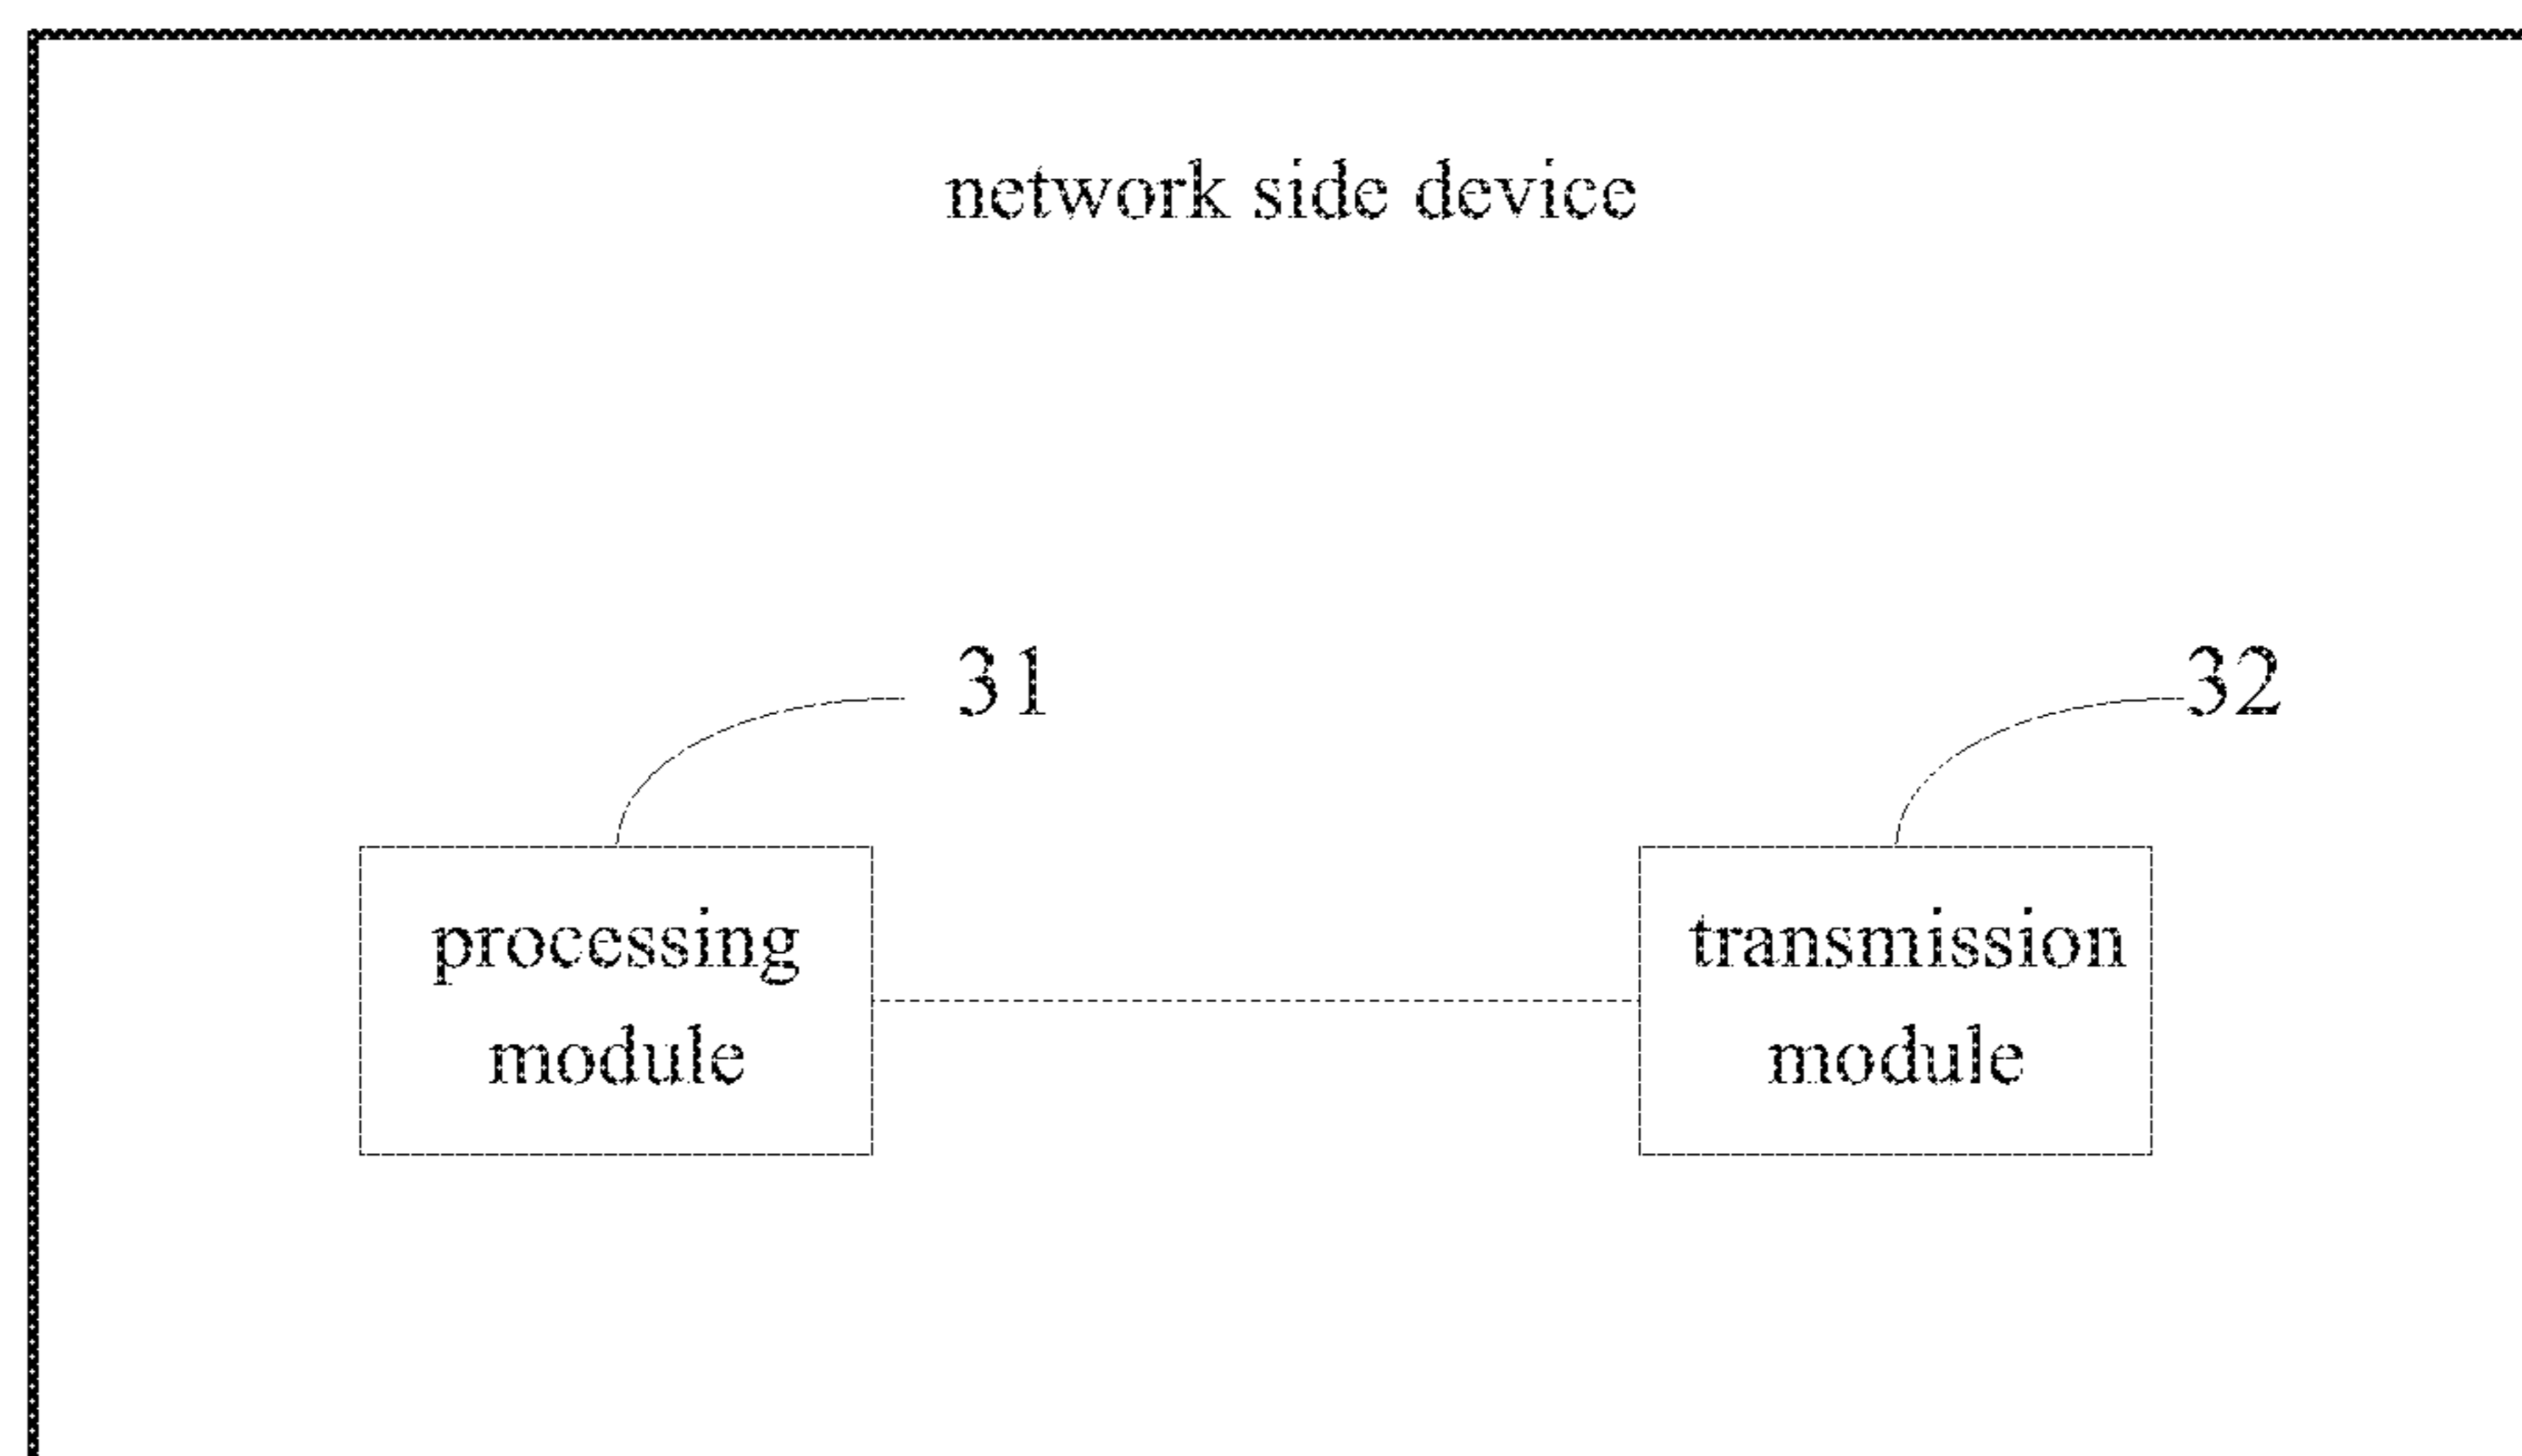 network side device
31
32
processing
module
transmission
module